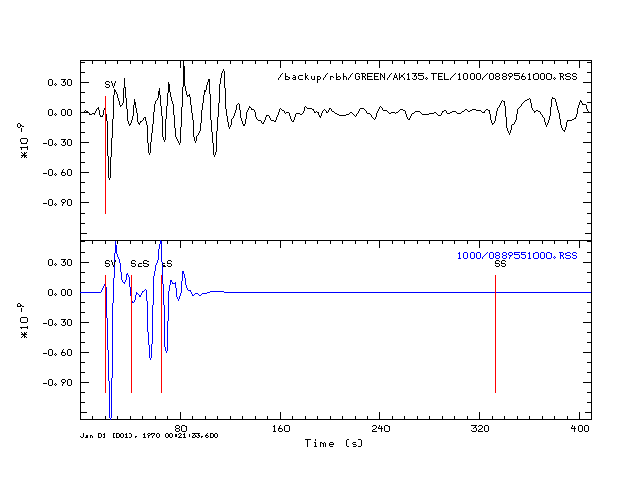 /backup/rbh/GREEN/AK135.TEL/1000/0889561000.RSS
SV
0.30
0.00
-0.30
-0.60
-0.90
*10 -9
1000/0889551000.RSS
SV ScS sS SS
0.30
0.00
-0.30
-0.60
-0.90
*10 -9
80 160 240 320 400
Jan 01 (001), 1970 00:21:33.600
Time (s)